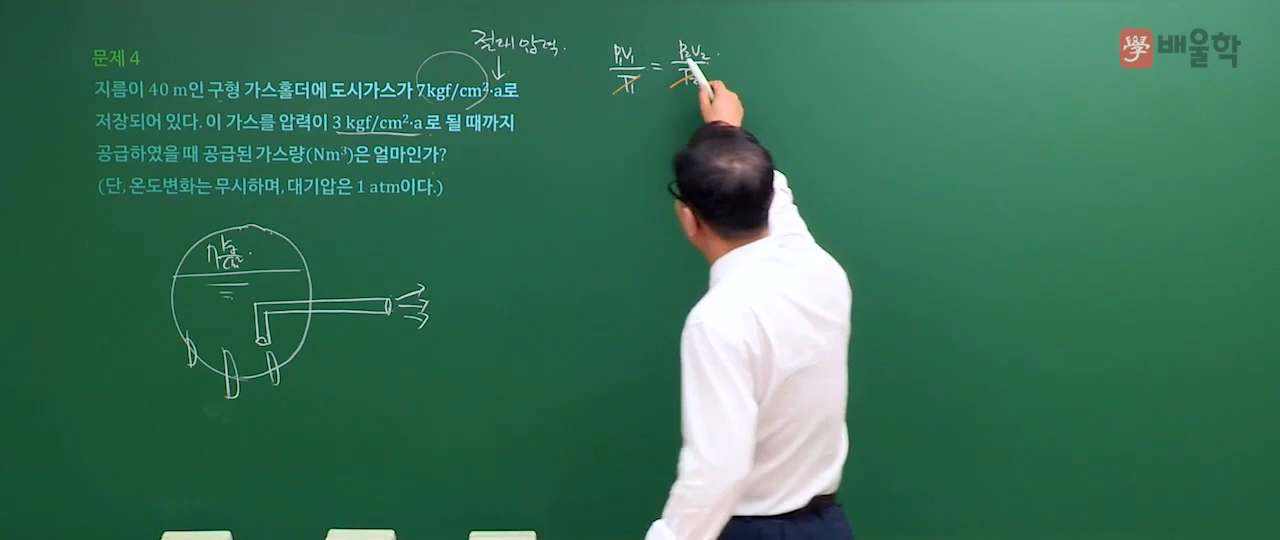 學 배울학
문제 4
절대압력.
지름이 40 m인 구형 가스홀더에 도시가스가 7kgf/cm²·a로
저장되어 있다. 이 가스를 압력이 3 kgf/cm²·a 로 될 때까지
공급하였을 때 공급된 가스량(Nm³)은 얼마인가?
(단, 온도변화는 무시하며, 대기압은 1 atm이다.)
P₁V₁/T₁ = P₂V₂/T₂